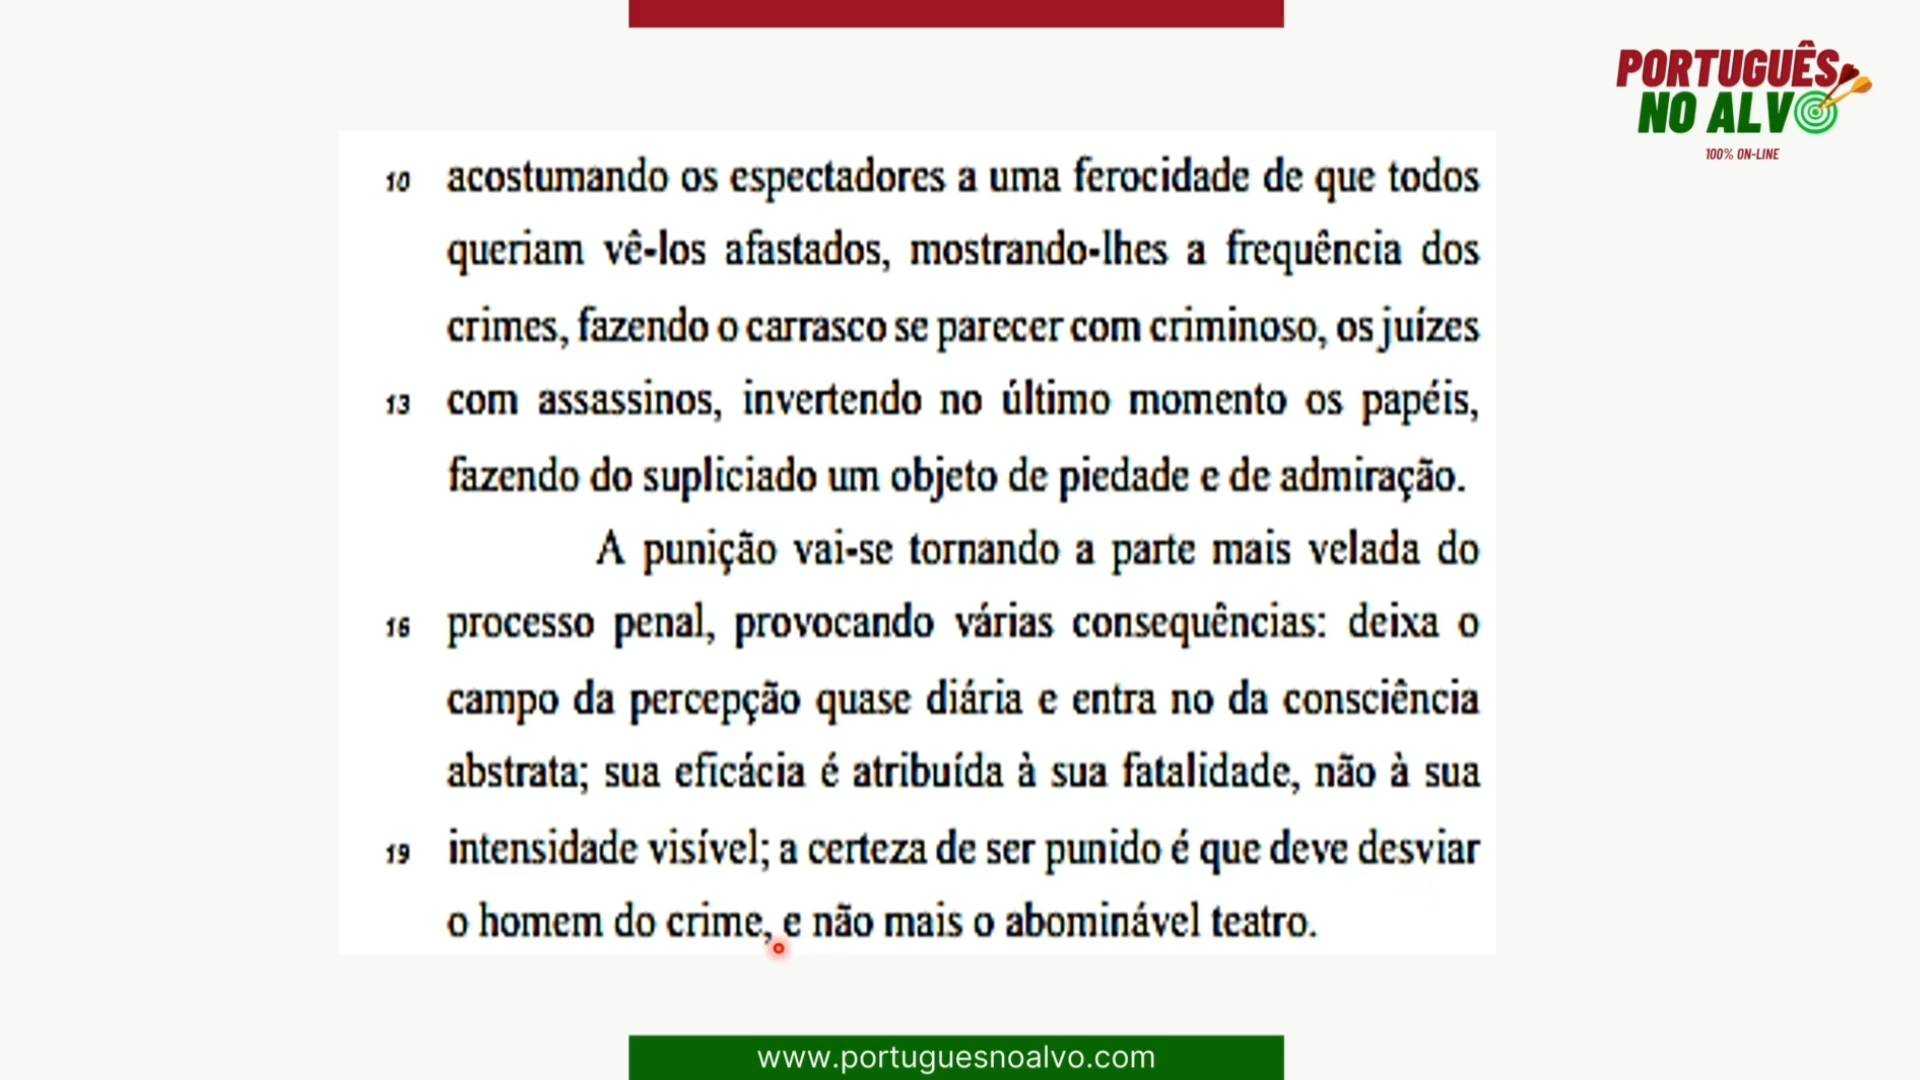 PORTUGUÊS
NO ALVO
100% ON-LINE
10 acostumando os espectadores a uma ferocidade de que todos
queriam vê-los afastados, mostrando-lhes a frequência dos
crimes, fazendo o carrasco se parecer com criminoso, os juízes
13 com assassinos, invertendo no último momento os papéis,
fazendo do supliciado um objeto de piedade e de admiração.
A punição vai-se tornando a parte mais velada do
16 processo penal, provocando várias consequências: deixa o
campo da percepção quase diária e entra no da consciência
abstrata; sua eficácia é atribuída à sua fatalidade, não à sua
19 intensidade visível; a certeza de ser punido é que deve desviar
o homem do crime, e não mais o abominável teatro.
www.portuguesnoalvo.com